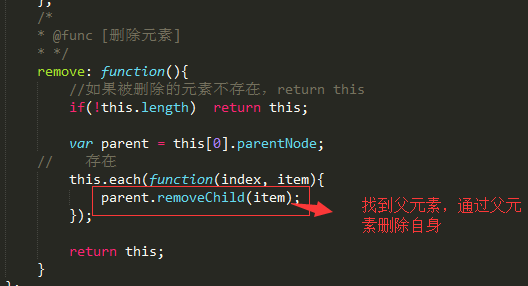 },
/*
* @func [删除元素]
* */
remove: function(){
//如果被删除的元素不存在，return this
if(!this.length) return this;
var parent = this[0].parentNode;
// 存在
this.each(function(index, item){
parent.removeChild(item);
});
找到父元素，通过父元
素删除自身
return this;
}
};